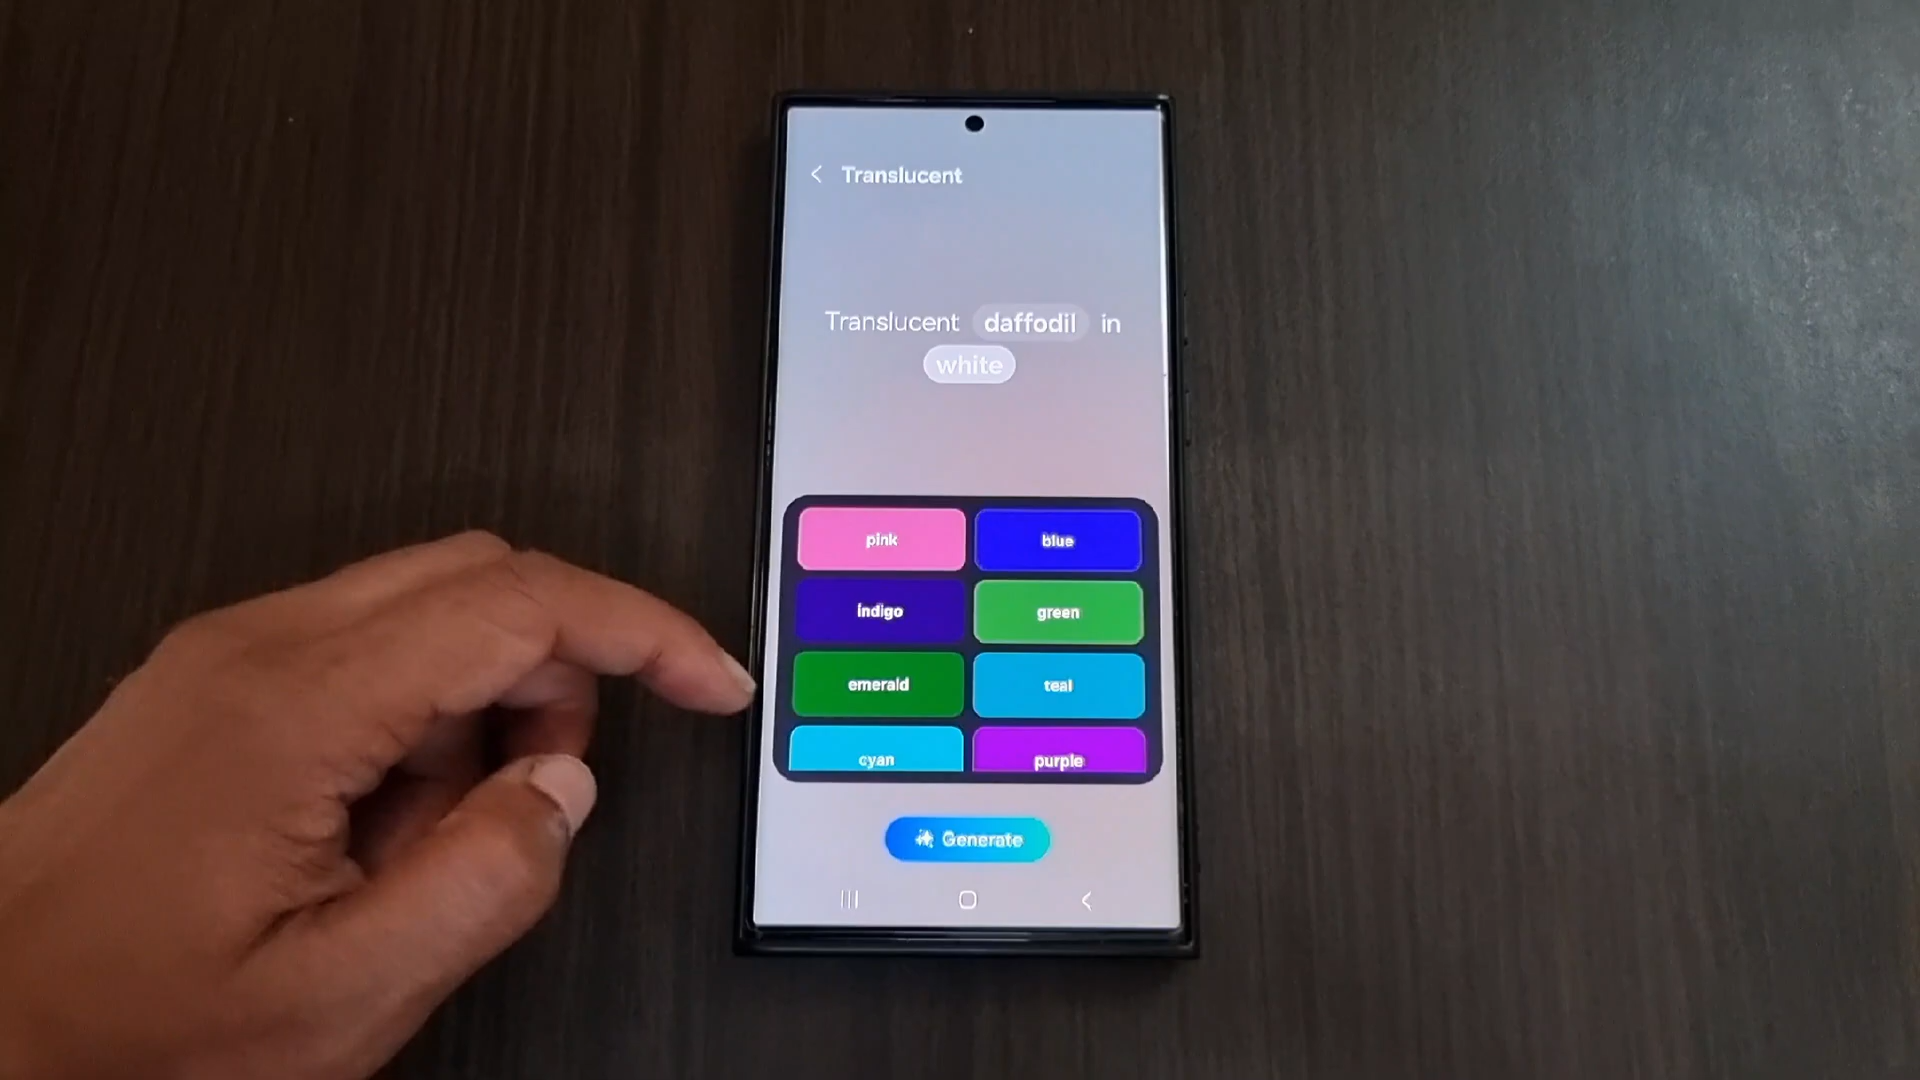 Translucent
Translucent daffodil in
white
pink blue
indigo green
emerald teal
cyan purple
Generate